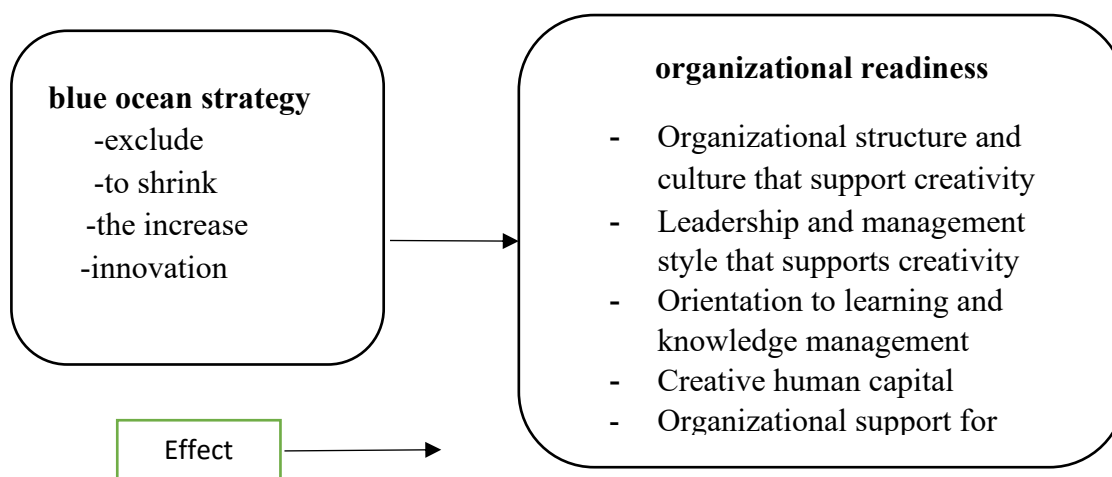 blue ocean strategy
-exclude
-to shrink
-the increase
-innovation
organizational readiness
- Organizational structure and
culture that support creativity
- Leadership and management
style that supports creativity
- Orientation to learning and
knowledge management
- Creative human capital
- Organizational support for
Effect